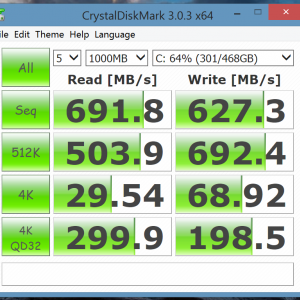 CrystalDiskMark 3.0.3 x64
File Edit Theme Help Language
All 5 1000MB C: 64% (301/468GB)
Read [MB/s] Write [MB/s]
Seq 691.8 627.3
512K 503.9 692.4
4K 29.54 68.92
4K QD32 299.9 198.5